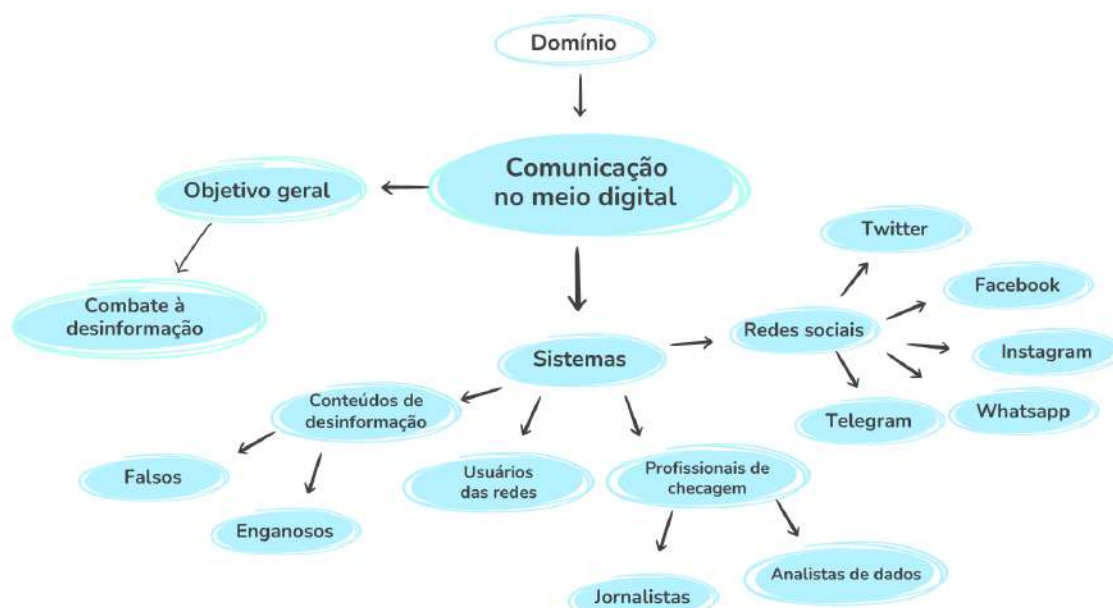 Domínio
Comunicação
no meio digital
Objetivo geral
Combate à
desinformação
Sistemas
Redes sociais
Twitter
Facebook
Instagram
Whatsapp
Telegram
Conteúdos de
desinformação
Falsos
Enganosos
Usuários
das redes
Profissionais de
checagem
Jornalistas
Analistas de dados